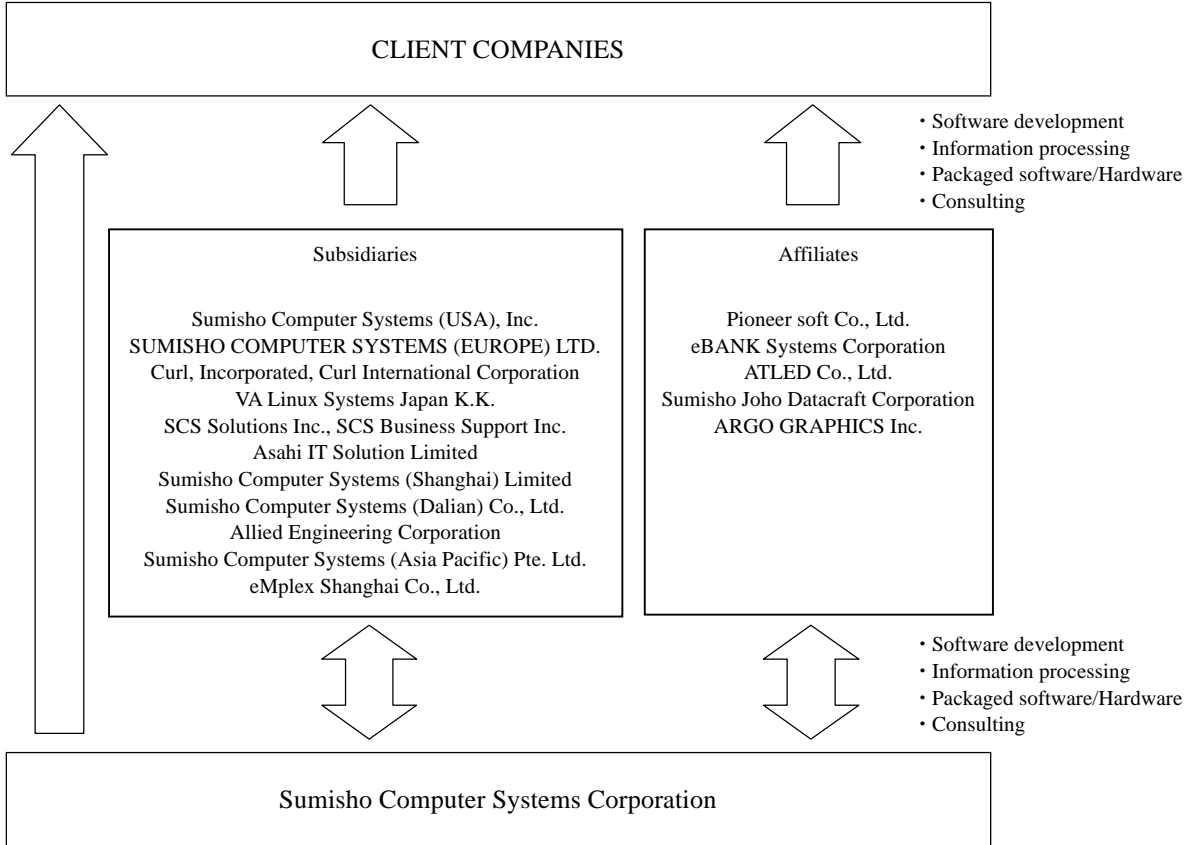 CLIENT COMPANIES
・Software development
・Information processing
・Packaged software/Hardware
・Consulting
Subsidiaries
Sumisho Computer Systems (USA), Inc.
SUMISHO COMPUTER SYSTEMS (EUROPE) LTD.
Curl, Incorporated, Curl International Corporation
VA Linux Systems Japan K.K.
SCS Solutions Inc., SCS Business Support Inc.
Asahi IT Solution Limited
Sumisho Computer Systems (Shanghai) Limited
Sumisho Computer Systems (Dalian) Co., Ltd.
Allied Engineering Corporation
Sumisho Computer Systems (Asia Pacific) Pte. Ltd.
eMplex Shanghai Co., Ltd.
Affiliates
Pioneer soft Co., Ltd.
eBANK Systems Corporation
ATLED Co., Ltd.
Sumisho Joho Datacraft Corporation
ARGO GRAPHICS Inc.
・Software development
・Information processing
・Packaged software/Hardware
・Consulting
Sumisho Computer Systems Corporation